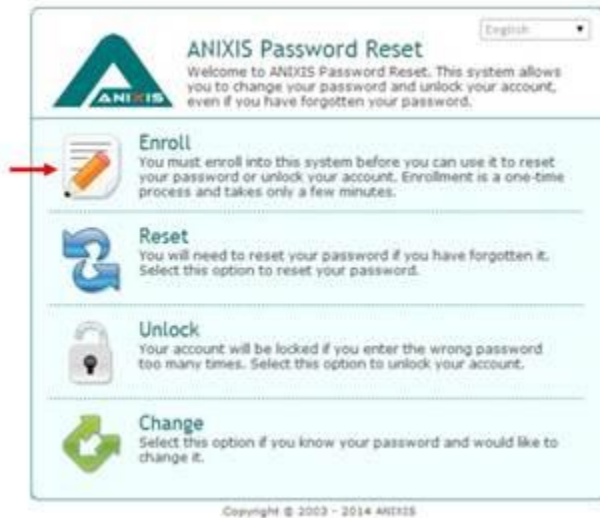 English
ANIXIS
ANIXIS Password Reset
Welcome to ANIXIS Password Reset. This system allows
you to change your password and unlock your account,
even if you have forgotten your password.
Enroll
You must enroll into this system before you can use it to reset
your password or unlock your account. Enrollment is a one-time
process and takes only a few minutes.
Reset
You will need to reset your password if you have forgotten it.
Select this option to reset your password.
Unlock
Your account will be locked if you enter the wrong password
too many times. Select this option to unlock your account.
Change
Select this option if you know your password and would like to
change it.
Copyright © 2003 - 2014 ANIXIS